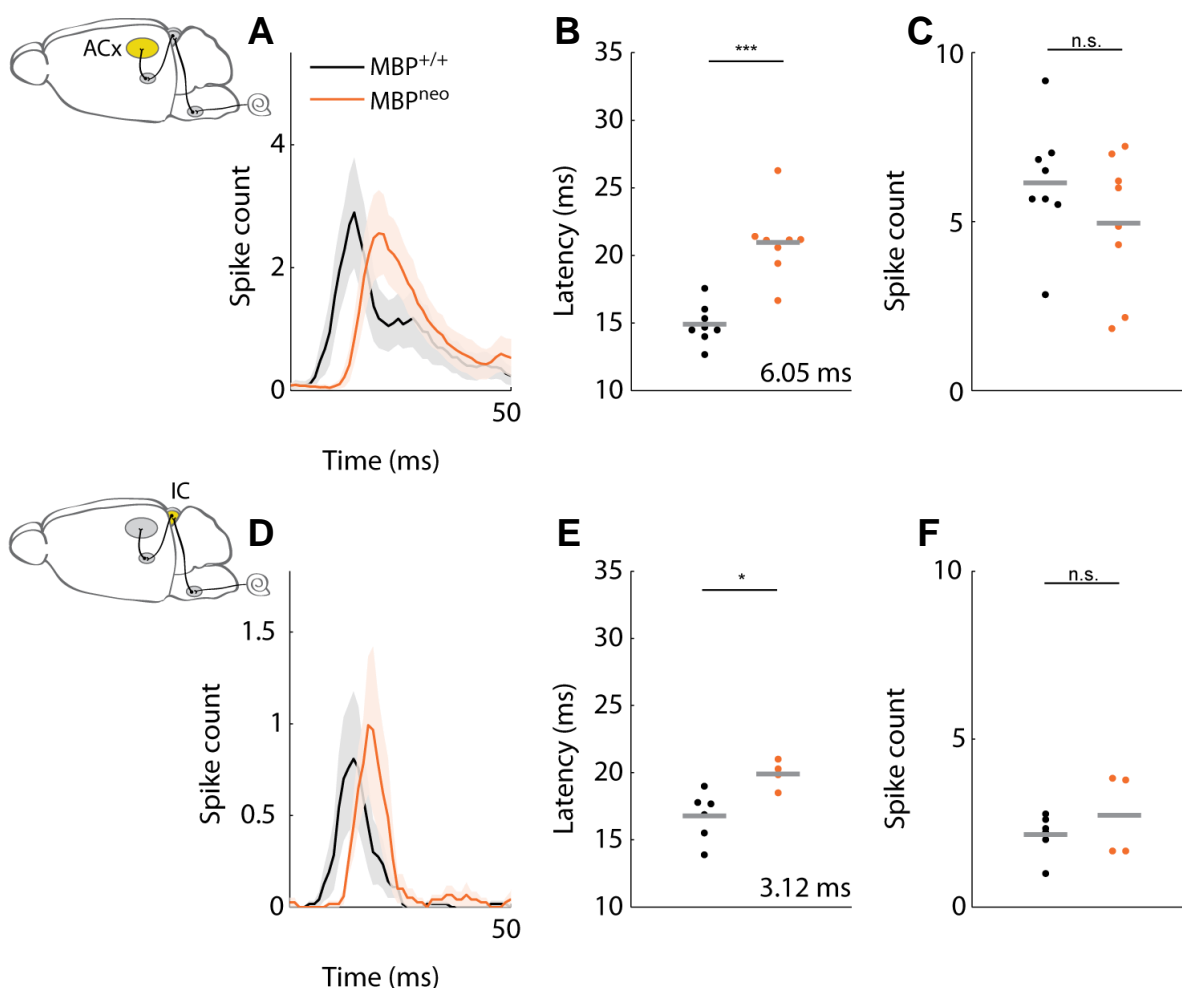 ACx
A
MBP+/+
MBPneo
Spike count
4
2
0
50
Time (ms)
B
***
Latency (ms)
35
30
25
20
15
10
6.05 ms
C
n.s.
Spike count
10
5
0
IC
D
Spike count
1.5
1
0.5
0
50
Time (ms)
E
*
Latency (ms)
35
30
25
20
15
10
3.12 ms
F
n.s.
Spike count
10
5
0